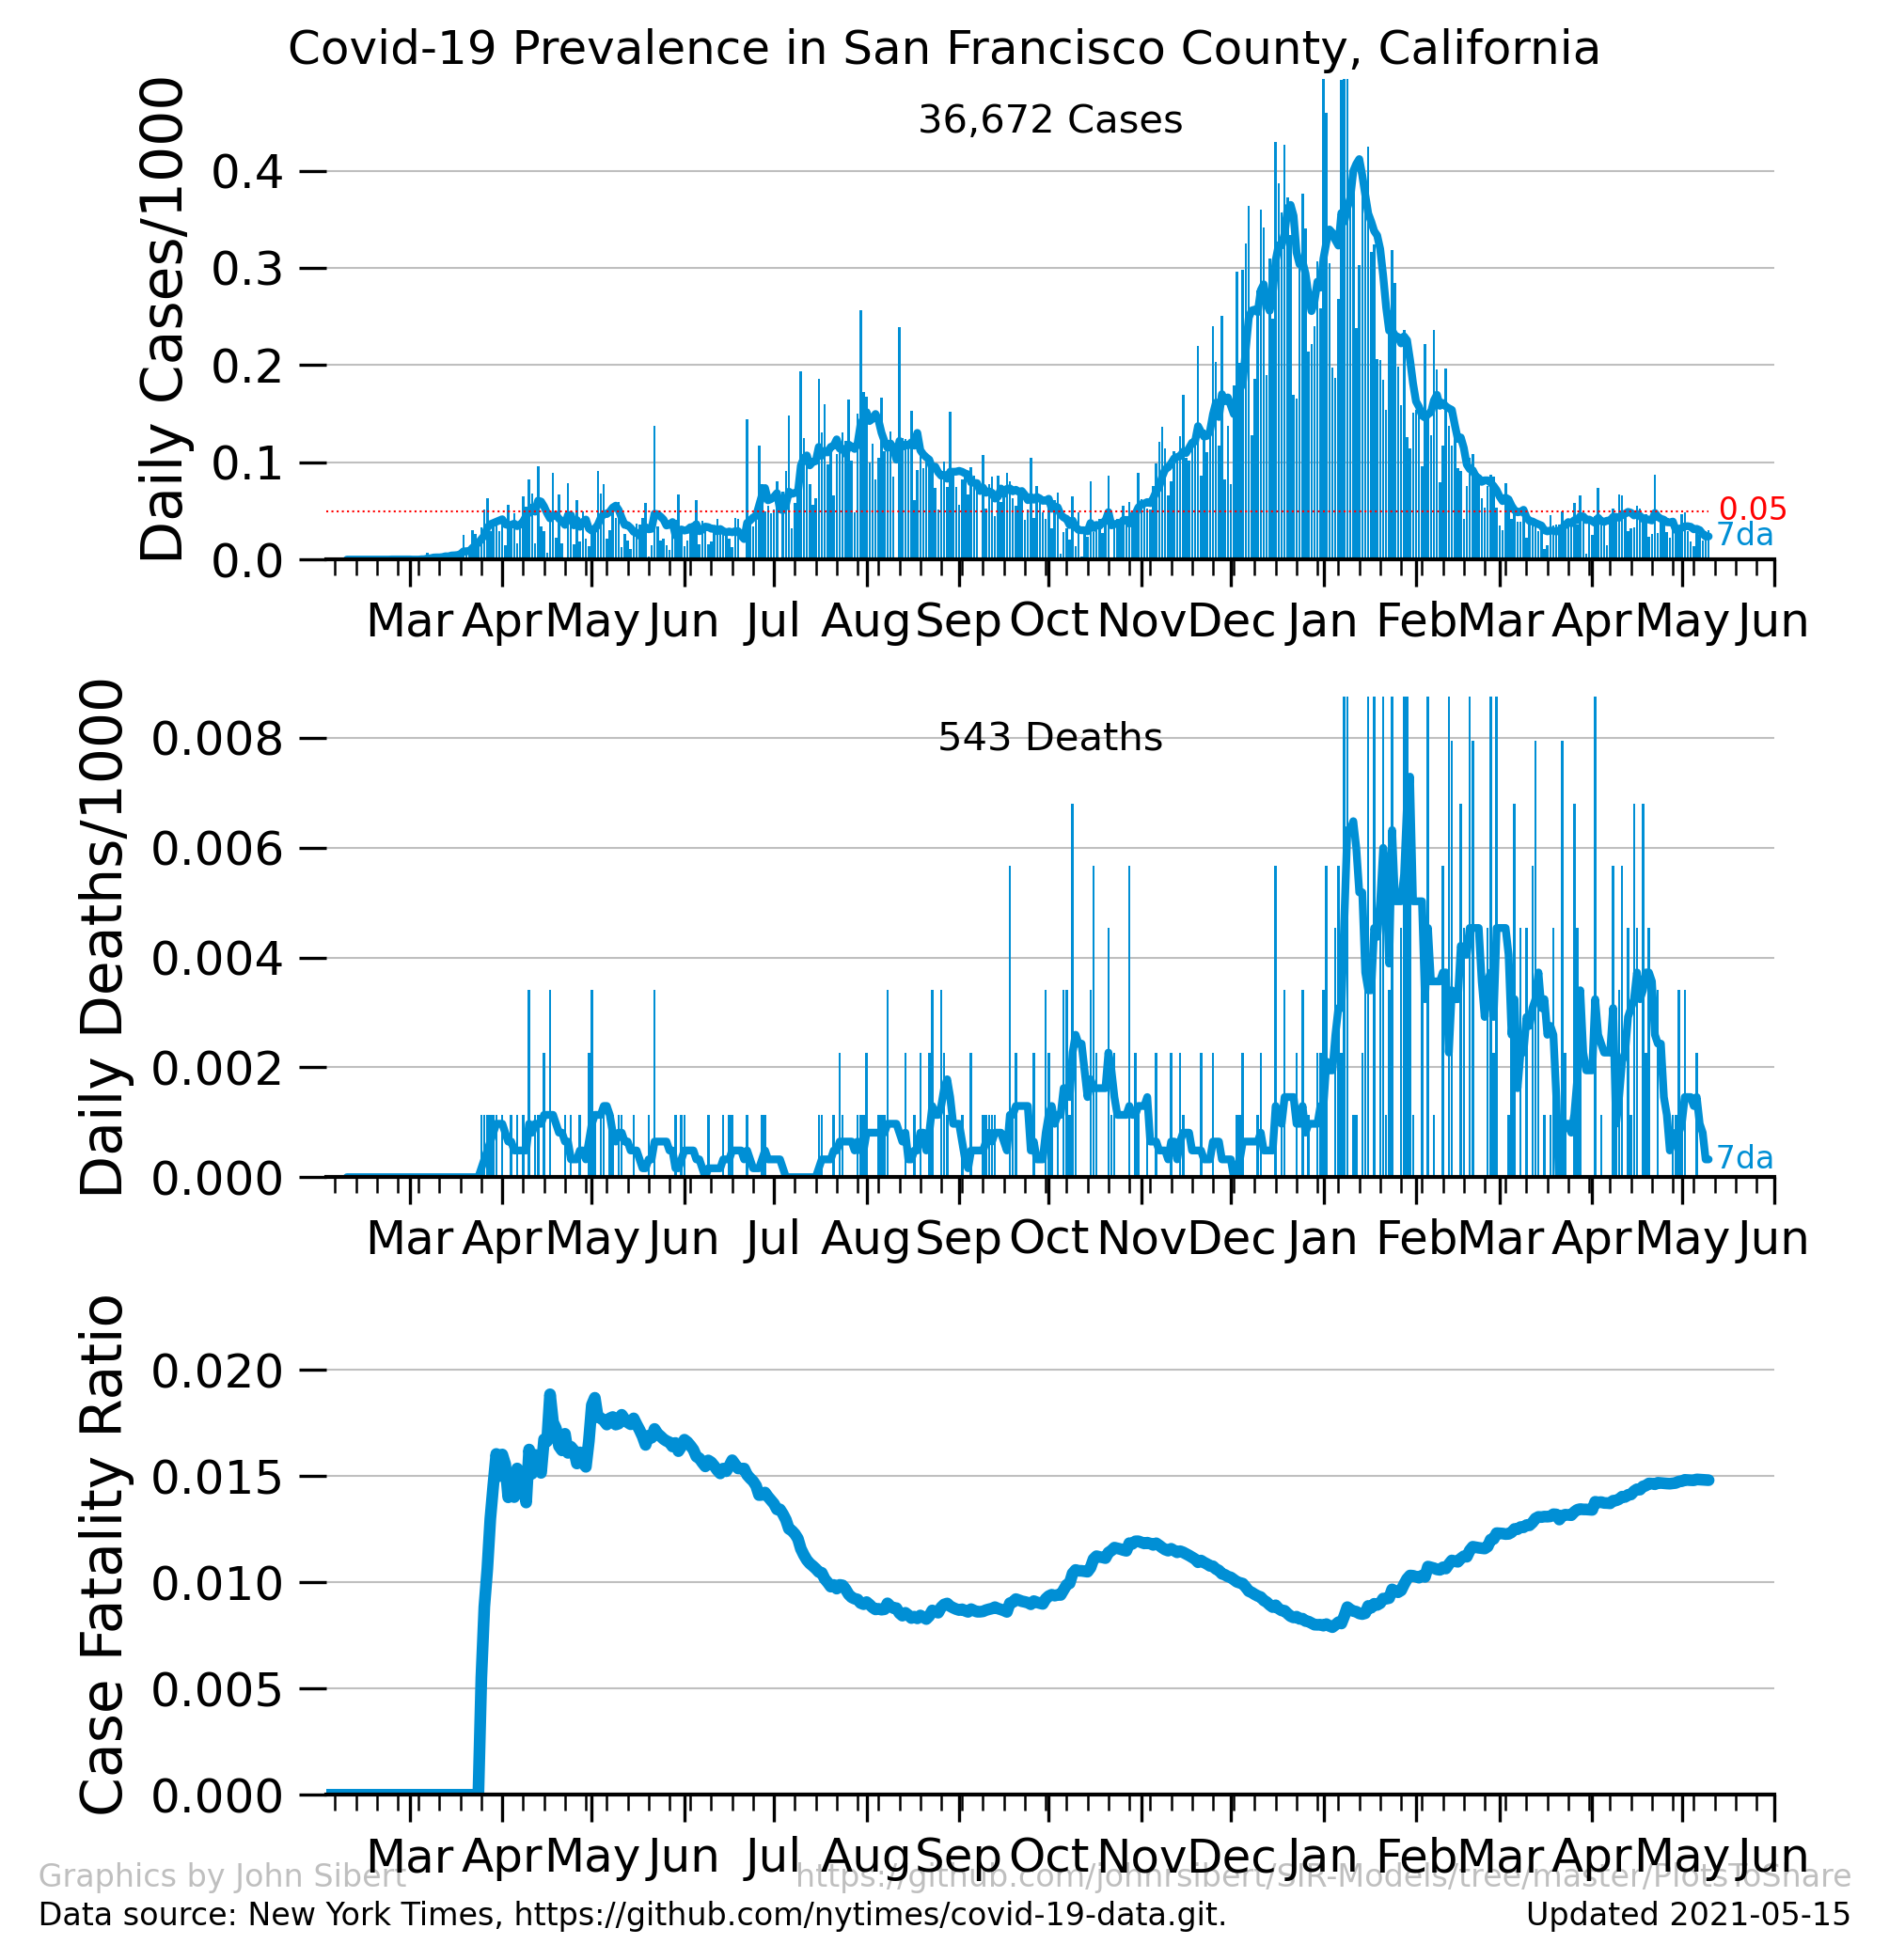 Covid-19 Prevalence in San Francisco County, California
36,672 Cases
Daily Cases/1000
0.4
0.3
0.2
0.1
0.0
0.05
7da
Mar Apr May Jun Jul Aug Sep Oct Nov Dec Jan Feb Mar Apr May Jun
543 Deaths
Daily Deaths/1000
0.008
0.006
0.004
0.002
0.000
7da
Mar Apr May Jun Jul Aug Sep Oct Nov Dec Jan Feb Mar Apr May Jun
Case Fatality Ratio
0.020
0.015
0.010
0.005
0.000
Mar Apr May Jun Jul Aug Sep Oct Nov Dec Jan Feb Mar Apr May Jun
Graphics by John Sibert https://github.com/johnrsibert/SIR-Models/tree/master/PlotsToShare
Data source: New York Times, https://github.com/nytimes/covid-19-data.git. Updated 2021-05-15